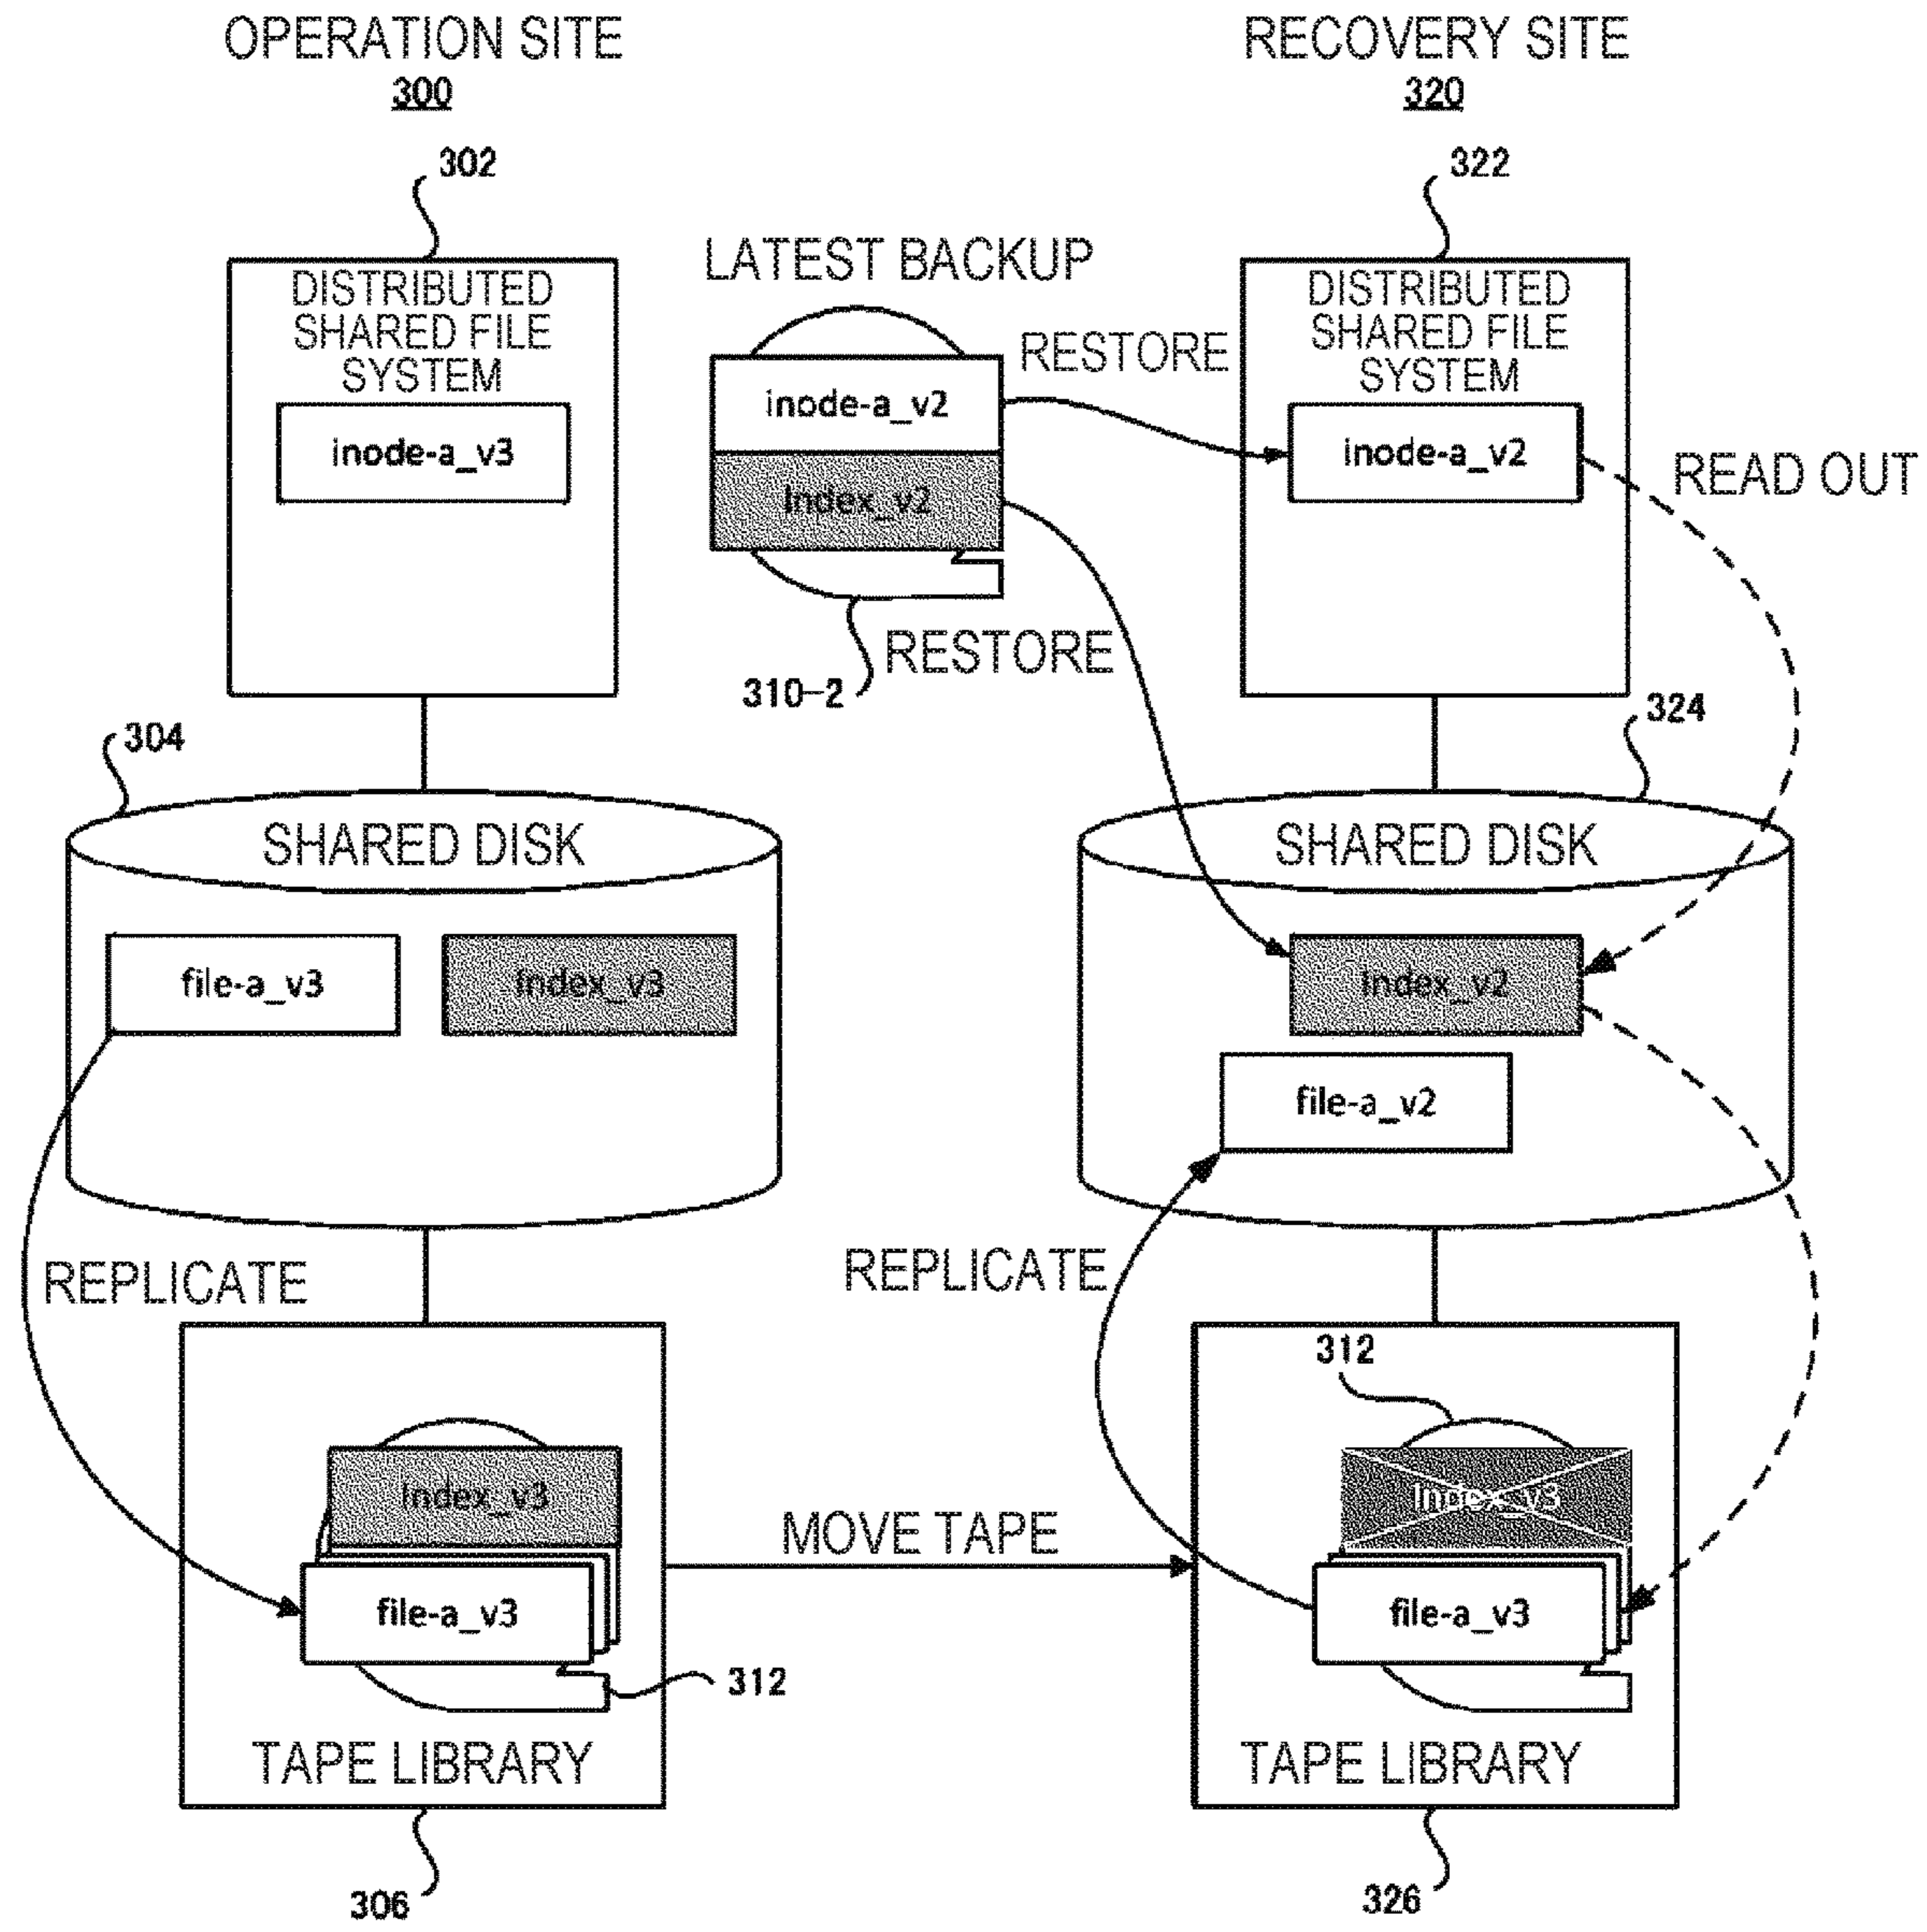 OPERATION SITE
300
RECOVERY SITE
320
302
322
LATEST BACKUP
DISTRIBUTED
SHARED FILE
SYSTEM
inode-a_v3
RESTORE
inode-a_v2
Index_v2
DISTRIBUTED
SHARED FILE
SYSTEM
inode-a_v2
READ OUT
RESTORE
310-2
304
324
SHARED DISK
file-a_v3
Index_v3
SHARED DISK
Index_v2
file-a_v2
REPLICATE
REPLICATE
312
Index_v3
file-a_v3
312
TAPE LIBRARY
MOVE TAPE
Index_v3
file-a_v3
TAPE LIBRARY
306
326